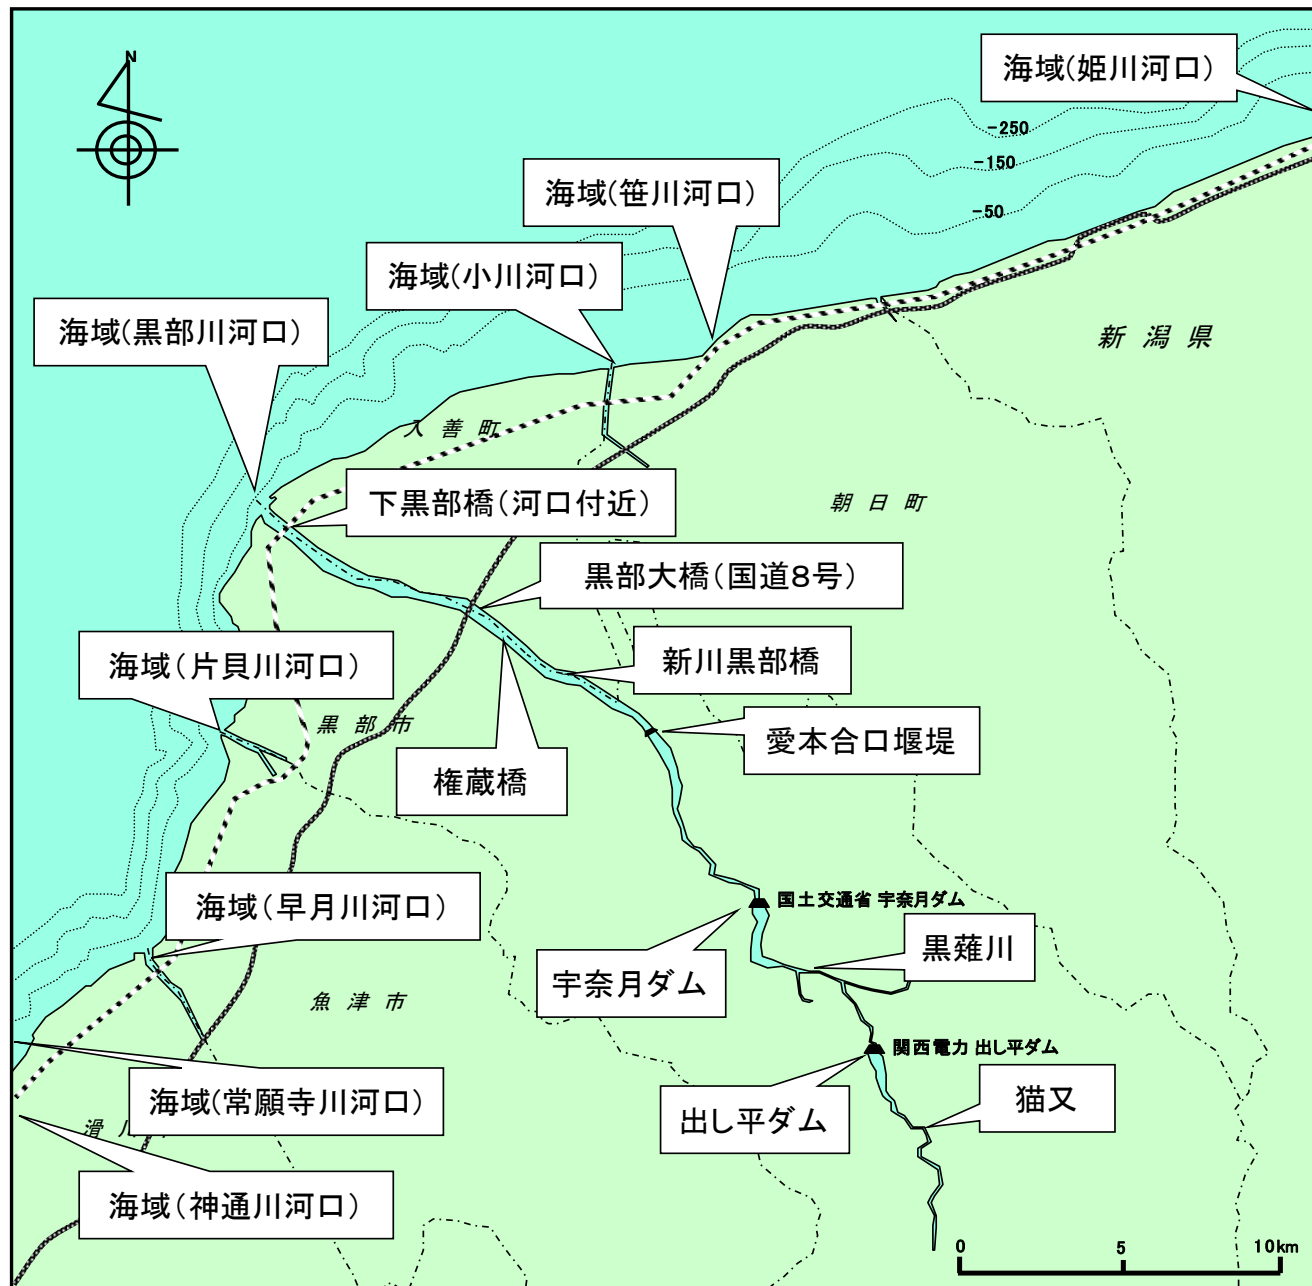 N
海域(姫川河口)
-250
-150
-50
海域(笹川河口)
海域(小川河口)
海域(黒部川河口)
新潟県
入善町
下黒部橋(河口付近)
朝日町
黒部大橋(国道8号)
海域(片貝川河口)
新川黒部橋
黒部市
愛本合口堰堤
権蔵橋
海域(早月川河口)
国土交通省 宇奈月ダム
黒薙川
宇奈月ダム
魚津市
関西電力 出し平ダム
海域(常願寺川河口)
出し平ダム
猫又
滑川
海域(神通川河口)
0 5 10km